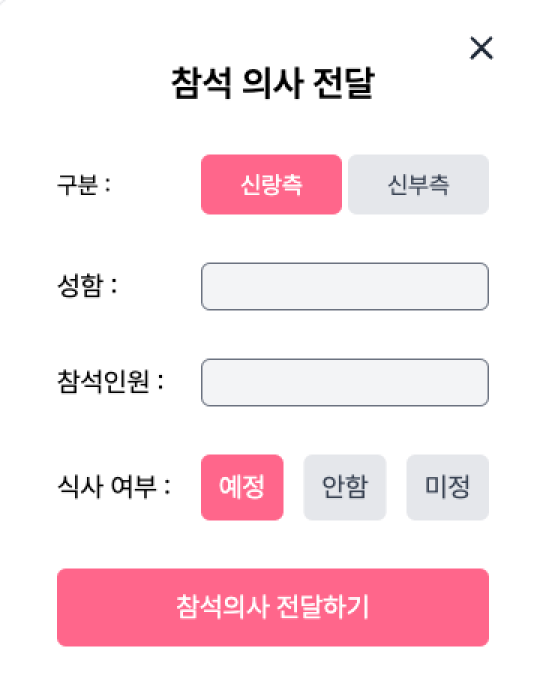 참석 의사 전달
구분 : 신랑측 신부측
성함 :
참석인원 :
식사 여부 : 예정 안함 미정
참석의사 전달하기